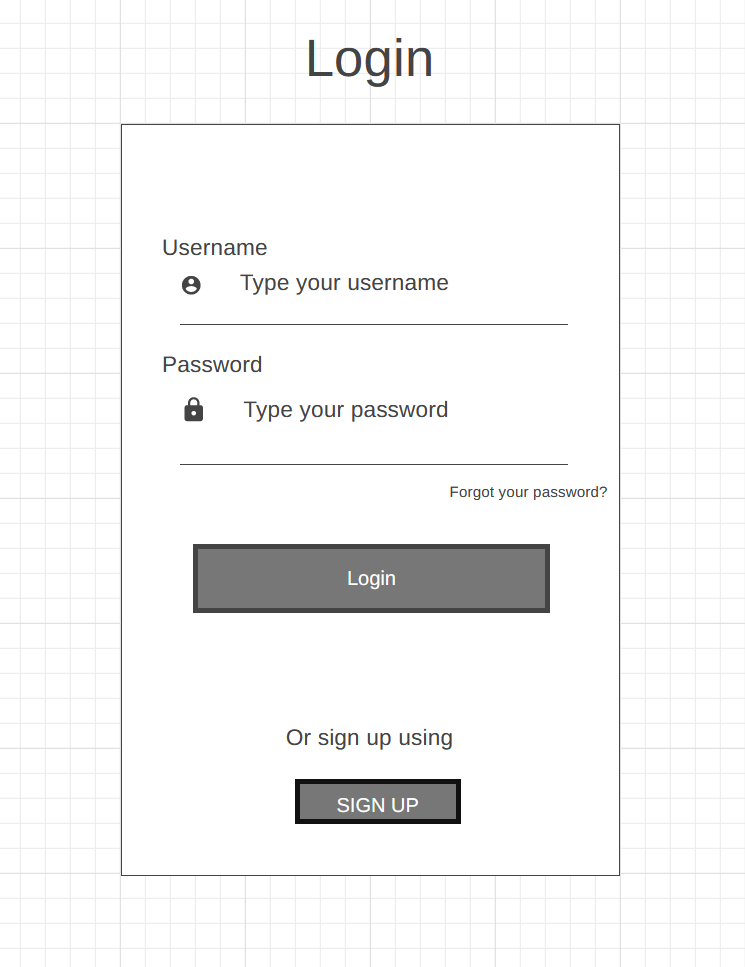 Login
Username
Type your username
Password
Type your password
Forgot your password?
Login
Or sign up using
SIGN UP